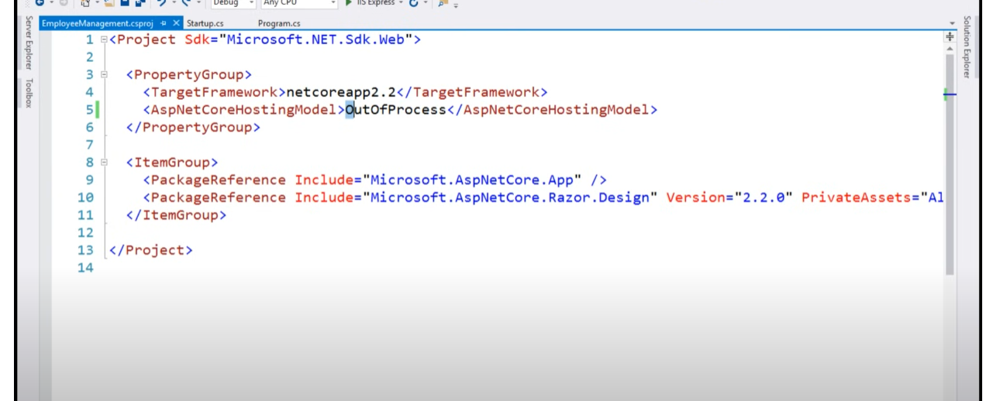 Debug Any CPU IIS Express
EmployeeManagement.csproj Startup.cs Program.cs
Server Explorer
Toolbox
Solution Explorer
1 <Project Sdk="Microsoft.NET.Sdk.Web">
2
3 <PropertyGroup>
4 <TargetFramework>netcoreapp2.2</TargetFramework>
5 <AspNetCoreHostingModel>OutOfProcess</AspNetCoreHostingModel>
6 </PropertyGroup>
7
8 <ItemGroup>
9 <PackageReference Include="Microsoft.AspNetCore.App" />
10 <PackageReference Include="Microsoft.AspNetCore.Razor.Design" Version="2.2.0" PrivateAssets="Al
11 </ItemGroup>
12
13 </Project>
14